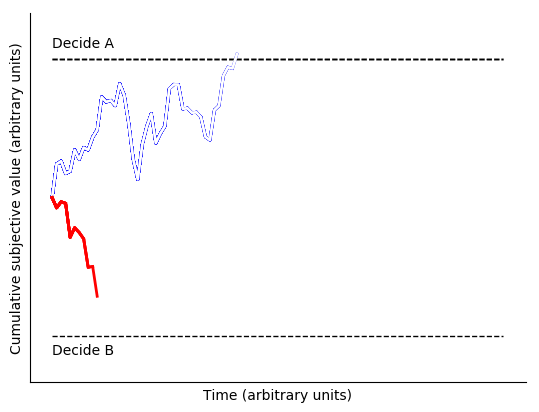 Decide A
Cumulative subjective value (arbitrary units)
Decide B
Time (arbitrary units)